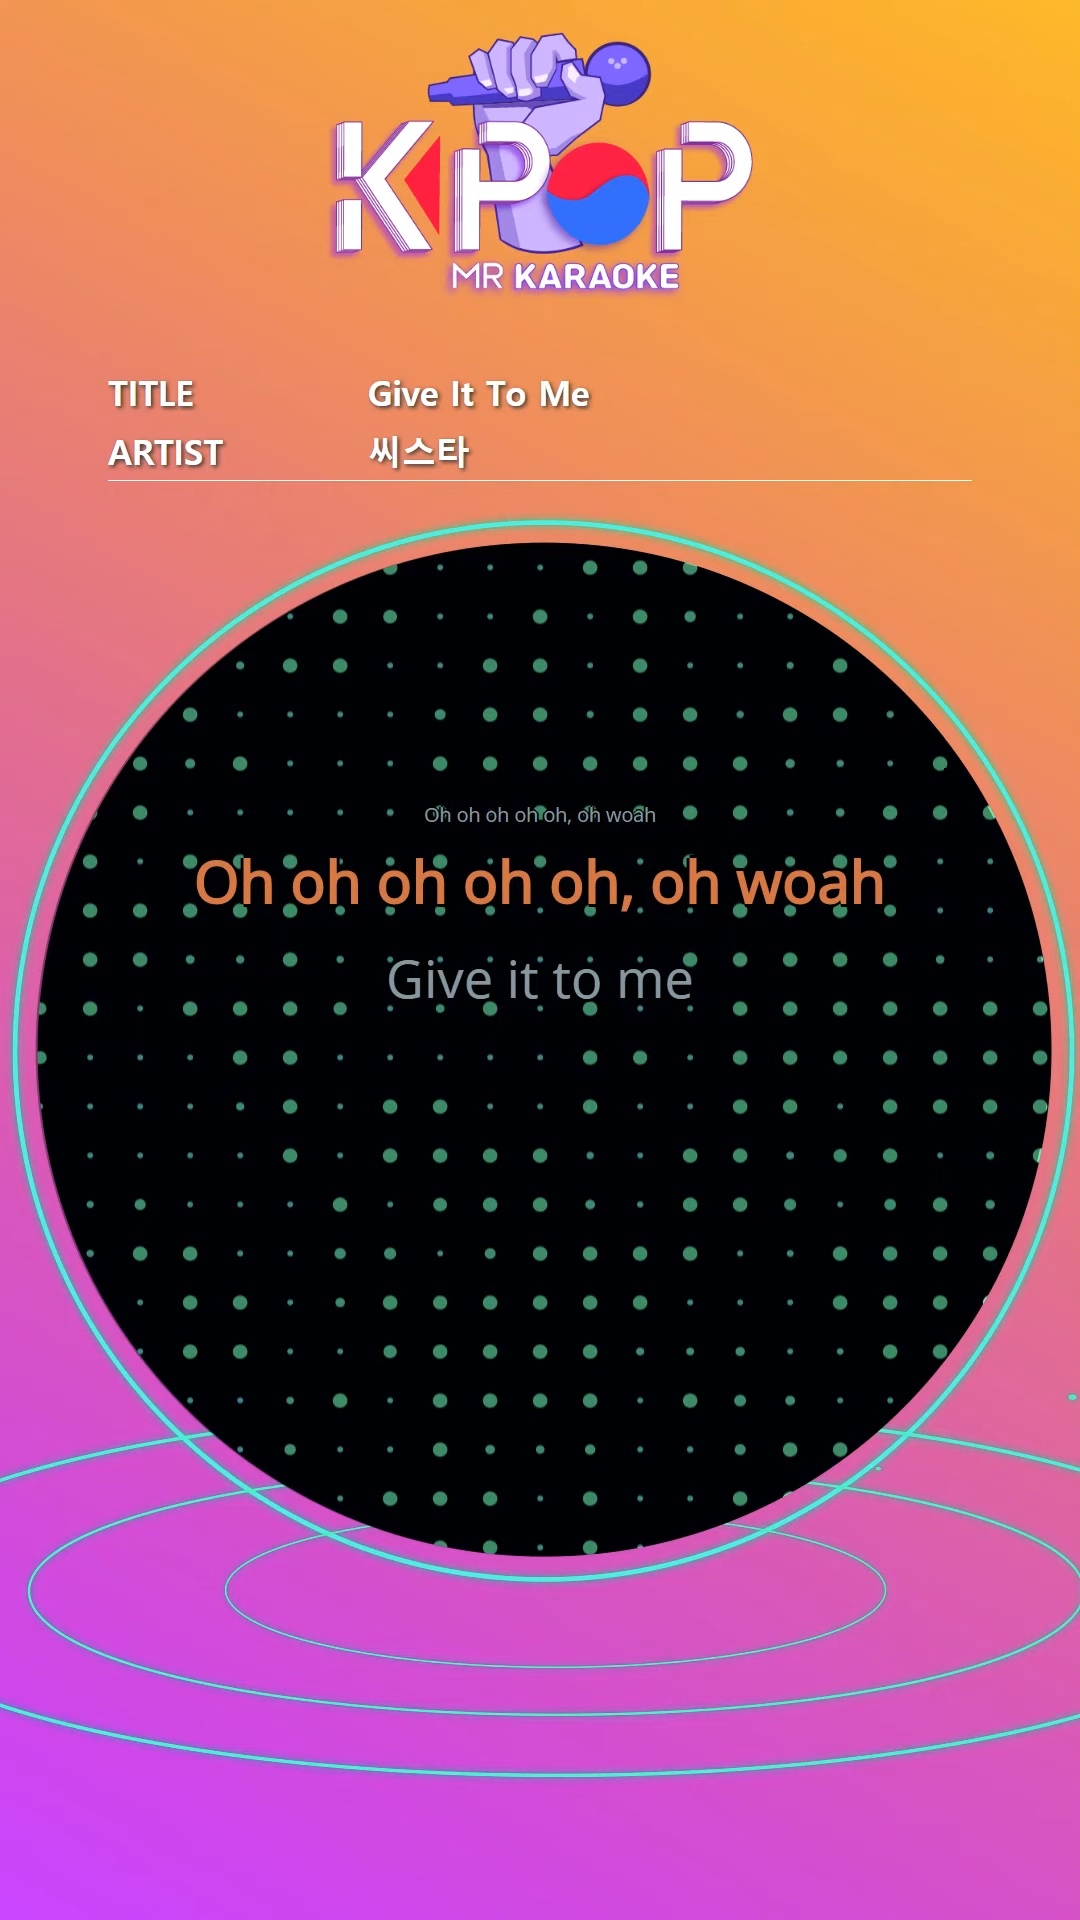 KPOP
MR KARAOKE
TITLE Give It To Me
ARTIST 씨스타
Oh oh oh oh oh, oh woah
Oh oh oh oh oh, oh woah
Give it to me